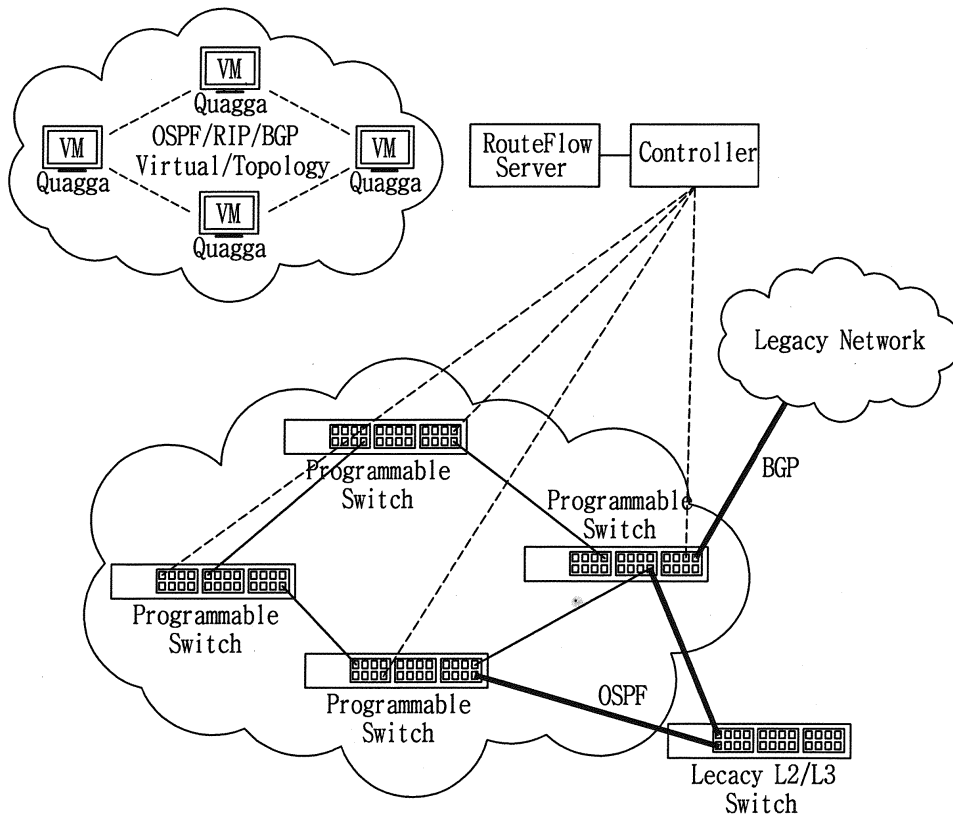 VM
Quagga
OSPF/RIP/BGP
Virtual/Topology
VM
Quagga
VM
Quagga
VM
Quagga
RouteFlow
Server
Controller
Legacy Network
BGP
Programmable
Switch
Programmable
Switch
Programmable
Switch
Programmable
Switch
OSPF
Lecacy L2/L3
Switch